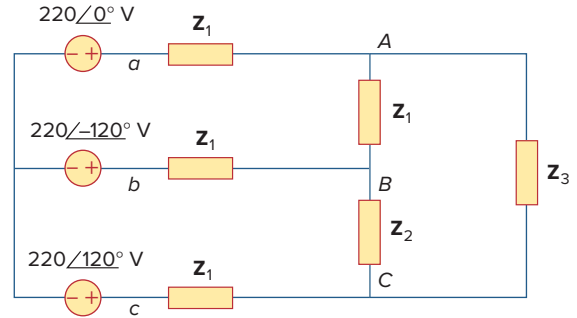 220/0° V
Z₁
A
− +
a
Z₁
220/−120° V
Z₁
− +
b
B
Z₃
Z₂
220/120° V
Z₁
C
− +
c